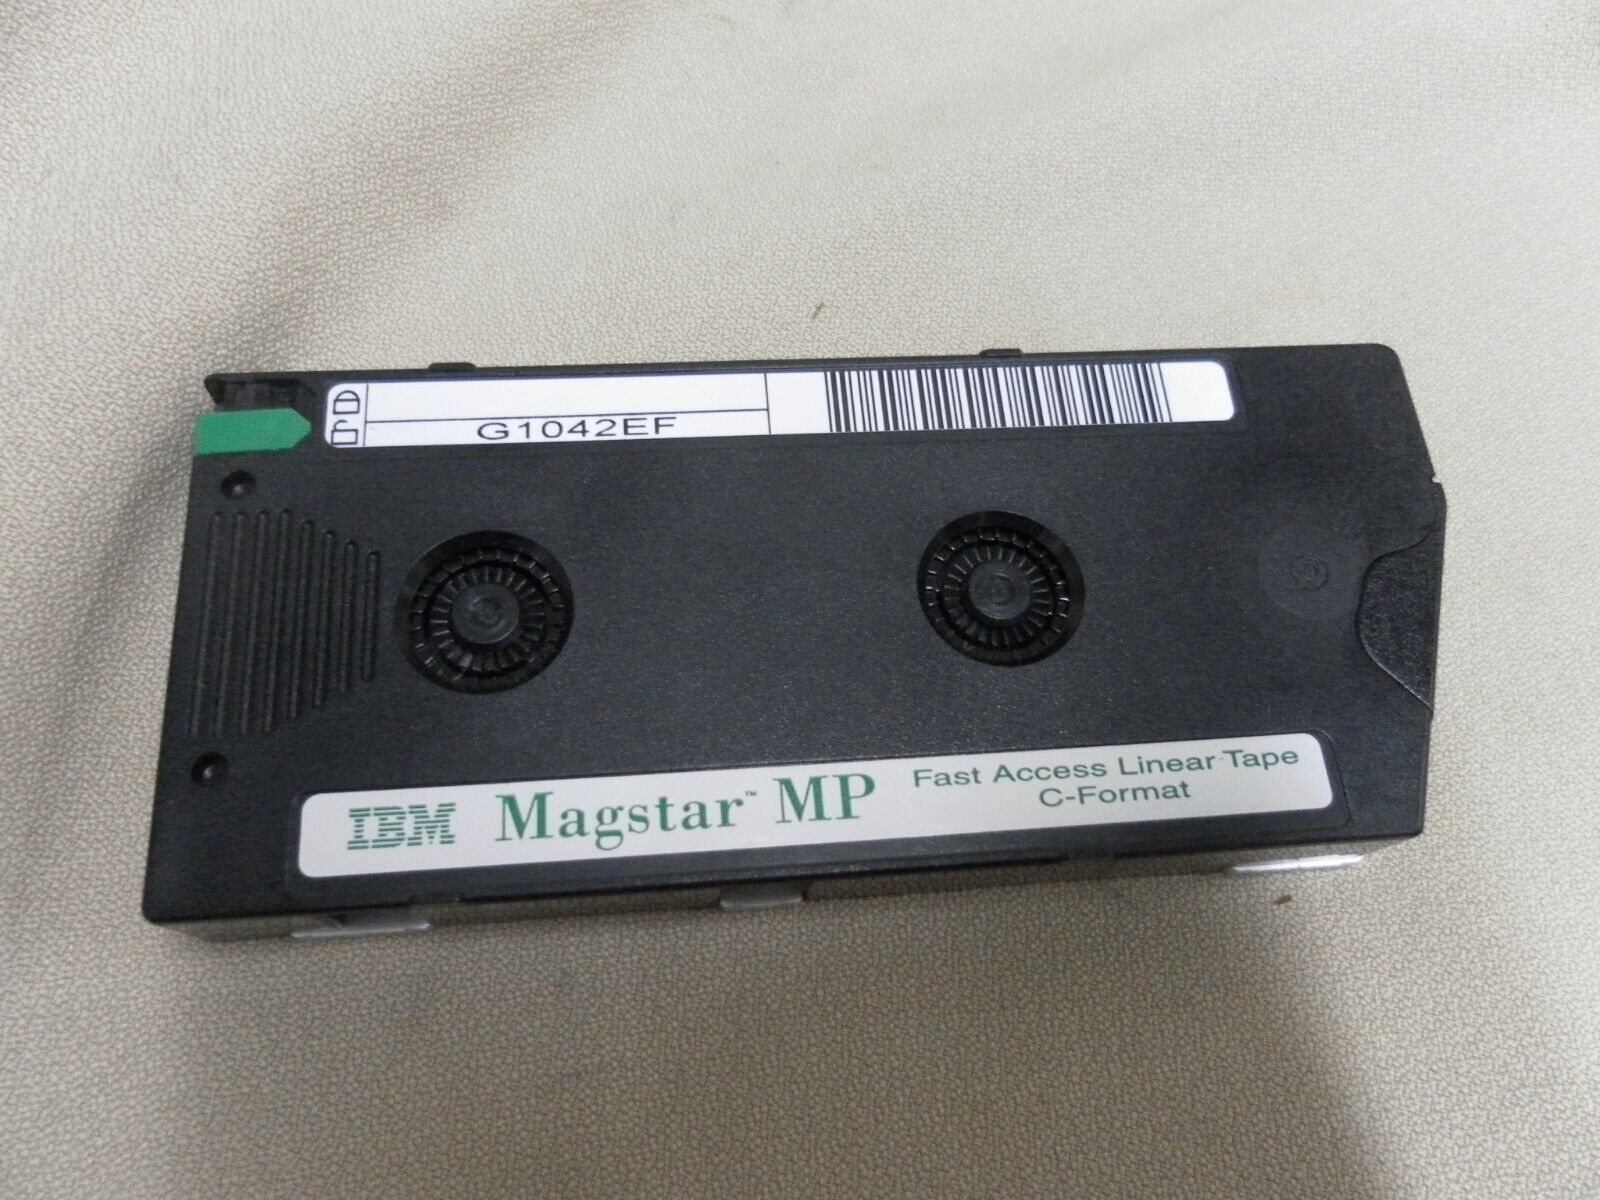 G1042EF
IBM Magstar™ MP Fast Access Linear Tape
C-Format